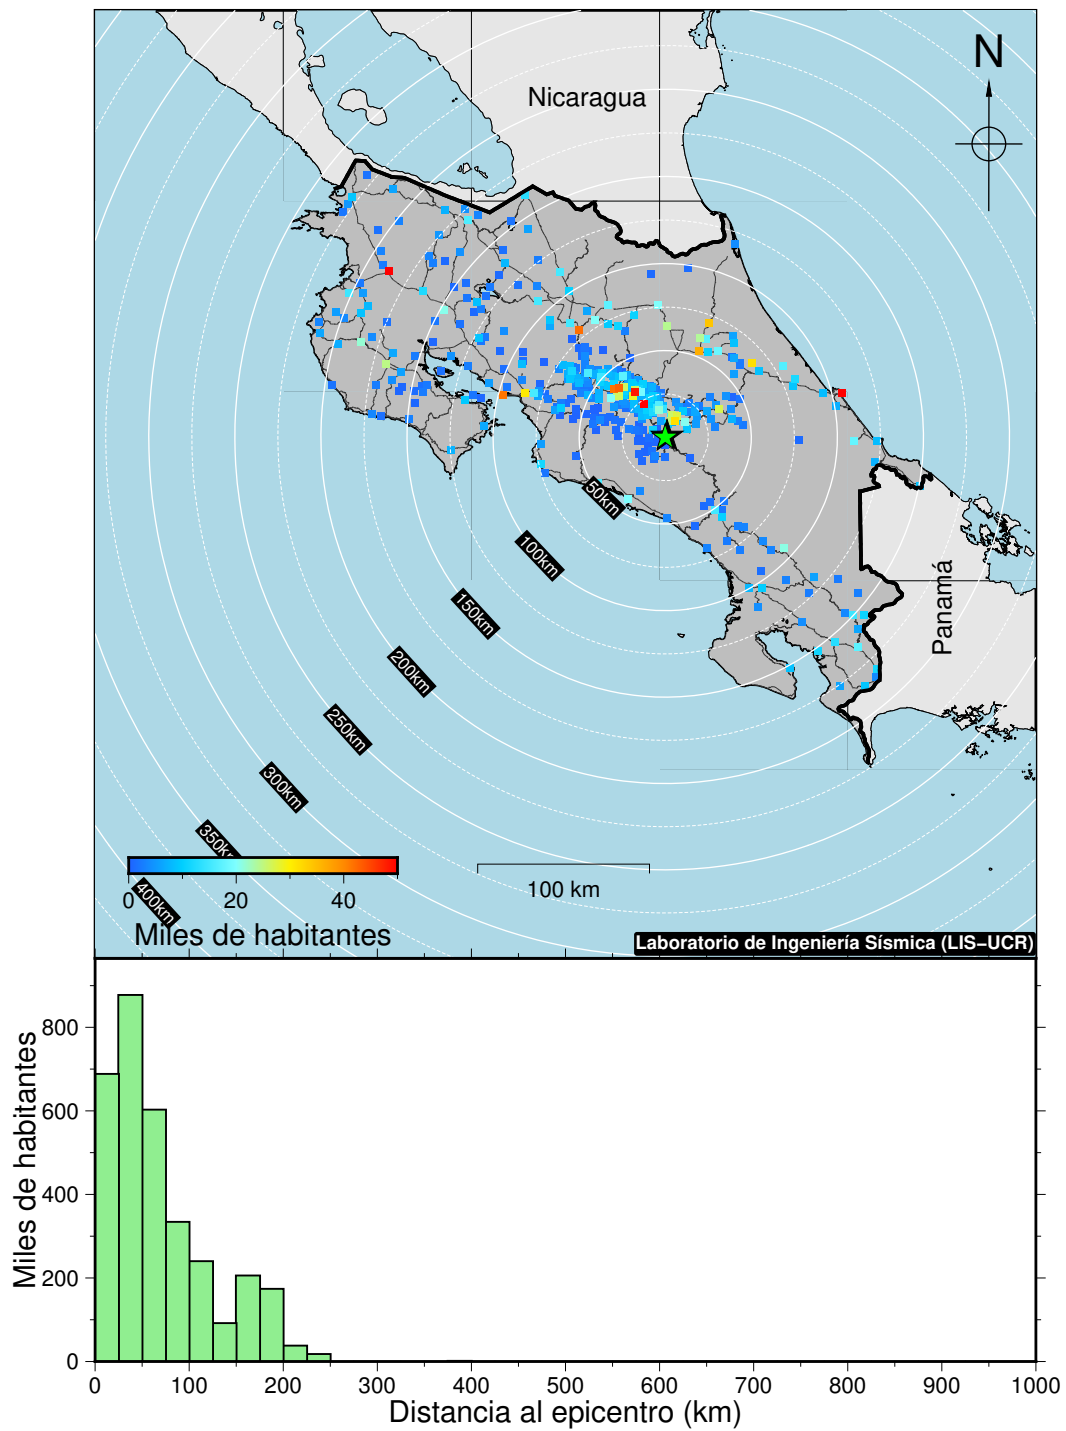 N
Nicaragua
Panamá
50km
100km
150km
200km
250km
300km
350km
400km
0 20 40
Miles de habitantes
100 km
Laboratorio de Ingeniería Sísmica (LIS−UCR)
800
600
400
200
0
Miles de habitantes
0 100 200 300 400 500 600 700 800 900 1000
Distancia al epicentro (km)